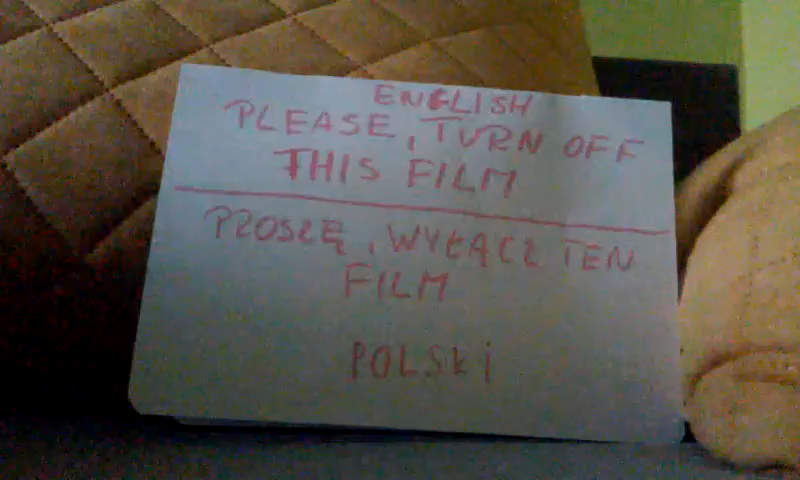 ENGLISH
PLEASE, TURN OFF
THIS FILM
PROSZĘ, WYŁĄCZ TEN
FILM
POLSKi